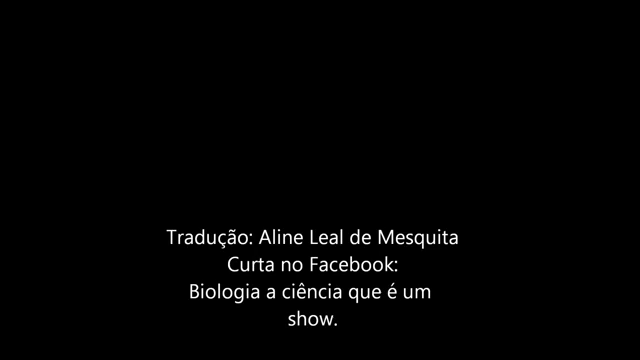 Tradução: Aline Leal de Mesquita
Curta no Facebook:
Biologia a ciência que é um
show.